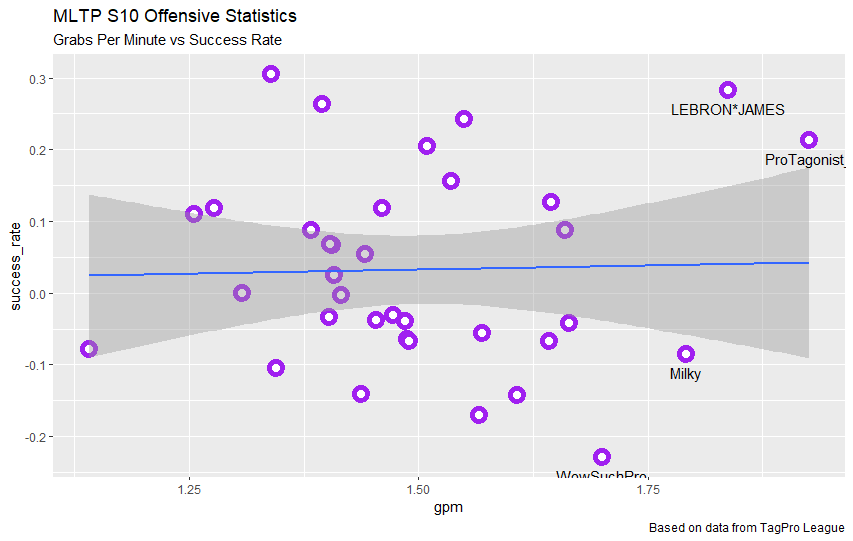 MLTP S10 Offensive Statistics
Grabs Per Minute vs Success Rate
0.3
0.2
0.1
0.0
-0.1
-0.2
success_rate
LEBRON*JAMES
ProTagonist_
Milky
WowSuchPro
1.25
1.50
1.75
gpm
Based on data from TagPro League